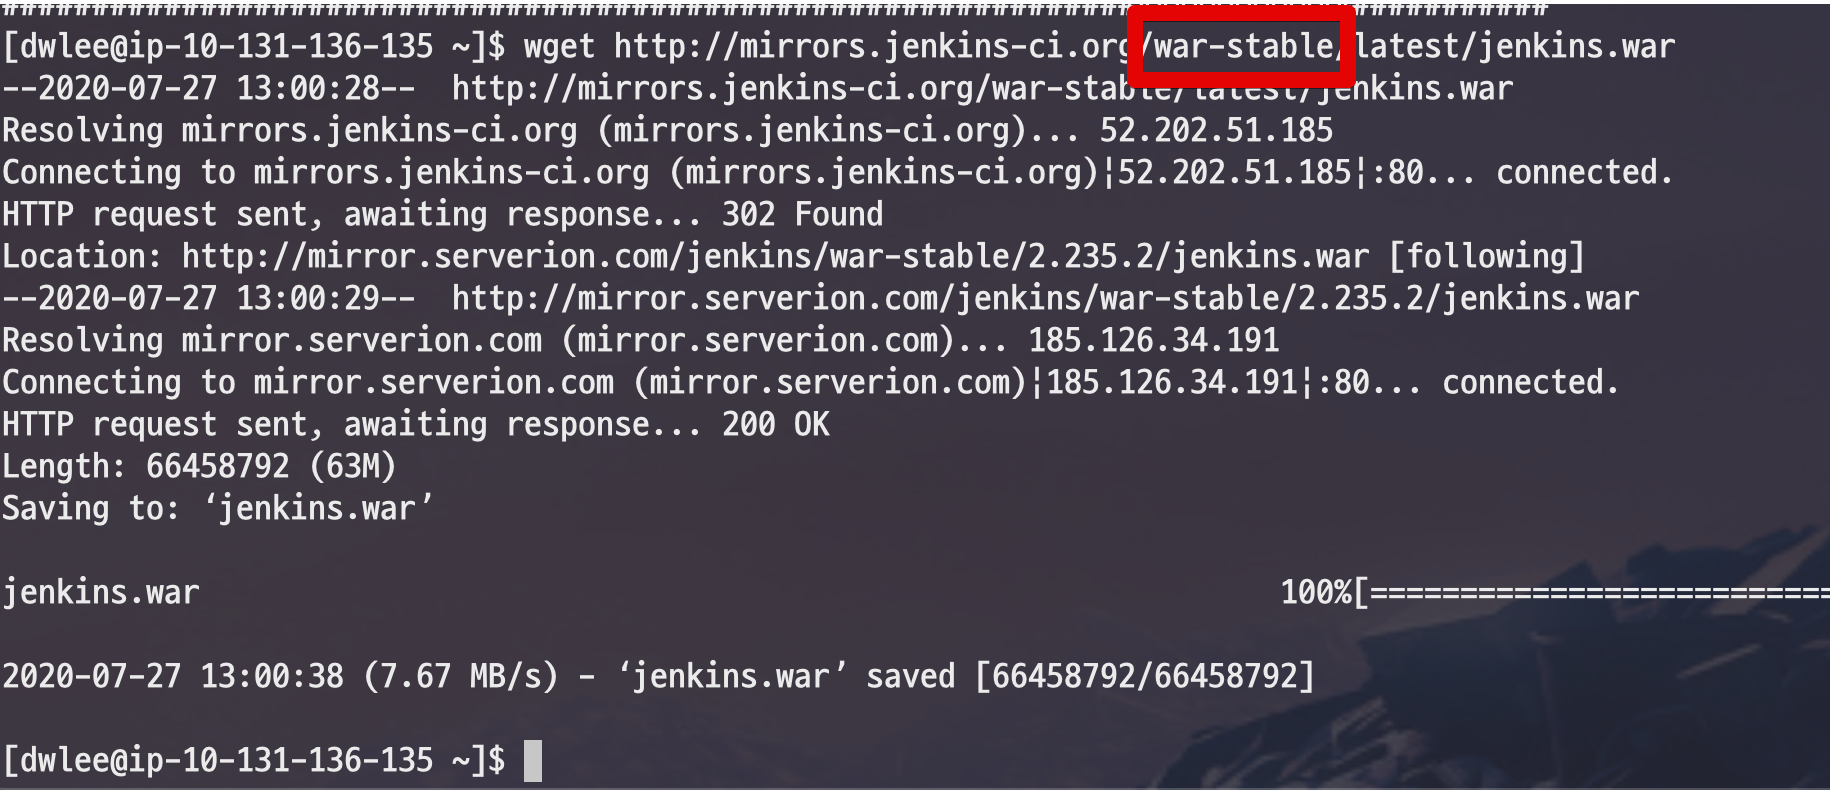 [dwlee@ip-10-131-136-135 ~]$ wget http://mirrors.jenkins-ci.org/war-stable/latest/jenkins.war
--2020-07-27 13:00:28--  http://mirrors.jenkins-ci.org/war-stable/latest/jenkins.war
Resolving mirrors.jenkins-ci.org (mirrors.jenkins-ci.org)... 52.202.51.185
Connecting to mirrors.jenkins-ci.org (mirrors.jenkins-ci.org)|52.202.51.185|:80... connected.
HTTP request sent, awaiting response... 302 Found
Location: http://mirror.serverion.com/jenkins/war-stable/2.235.2/jenkins.war [following]
--2020-07-27 13:00:29--  http://mirror.serverion.com/jenkins/war-stable/2.235.2/jenkins.war
Resolving mirror.serverion.com (mirror.serverion.com)... 185.126.34.191
Connecting to mirror.serverion.com (mirror.serverion.com)|185.126.34.191|:80... connected.
HTTP request sent, awaiting response... 200 OK
Length: 66458792 (63M)
Saving to: ‘jenkins.war’
jenkins.war 100%[==========================
2020-07-27 13:00:38 (7.67 MB/s) - ‘jenkins.war’ saved [66458792/66458792]
[dwlee@ip-10-131-136-135 ~]$